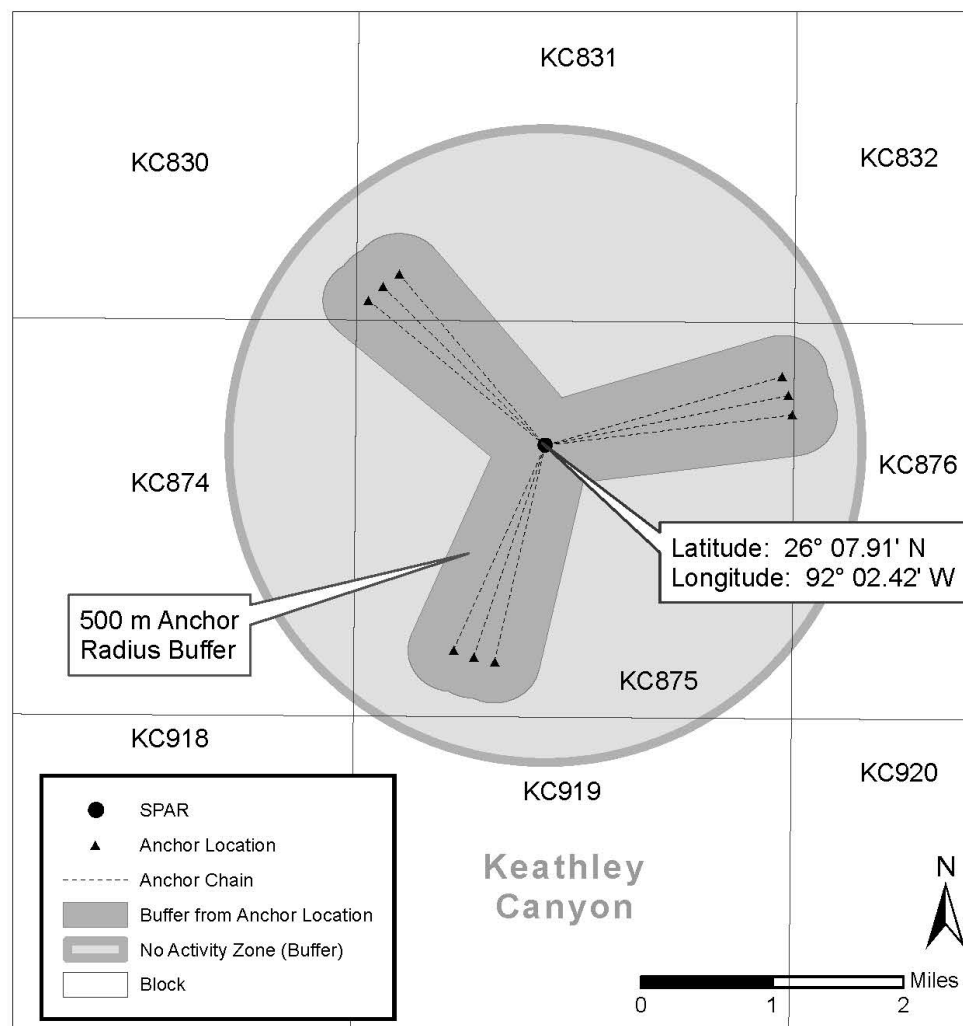 KC831
KC830
KC832
KC874
KC876
Latitude:  26° 07.91' N
Longitude:  92° 02.42' W
500 m Anchor
Radius Buffer
KC875
KC918
KC919
KC920
SPAR
Anchor Location
Anchor Chain
Buffer from Anchor Location
No Activity Zone (Buffer)
Block
Keathley
Canyon
N
Miles
0 1 2